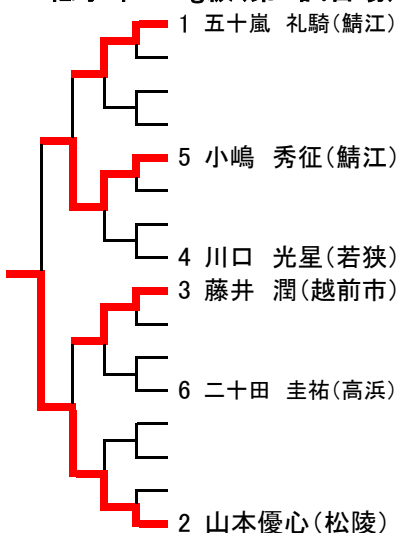 1 五十嵐 礼騎(鯖江)
5 小嶋 秀征(鯖江)
4 川口 光星(若狭)
3 藤井 潤(越前市)
6 二十田 圭祐(高浜)
2 山本優心(松陵)